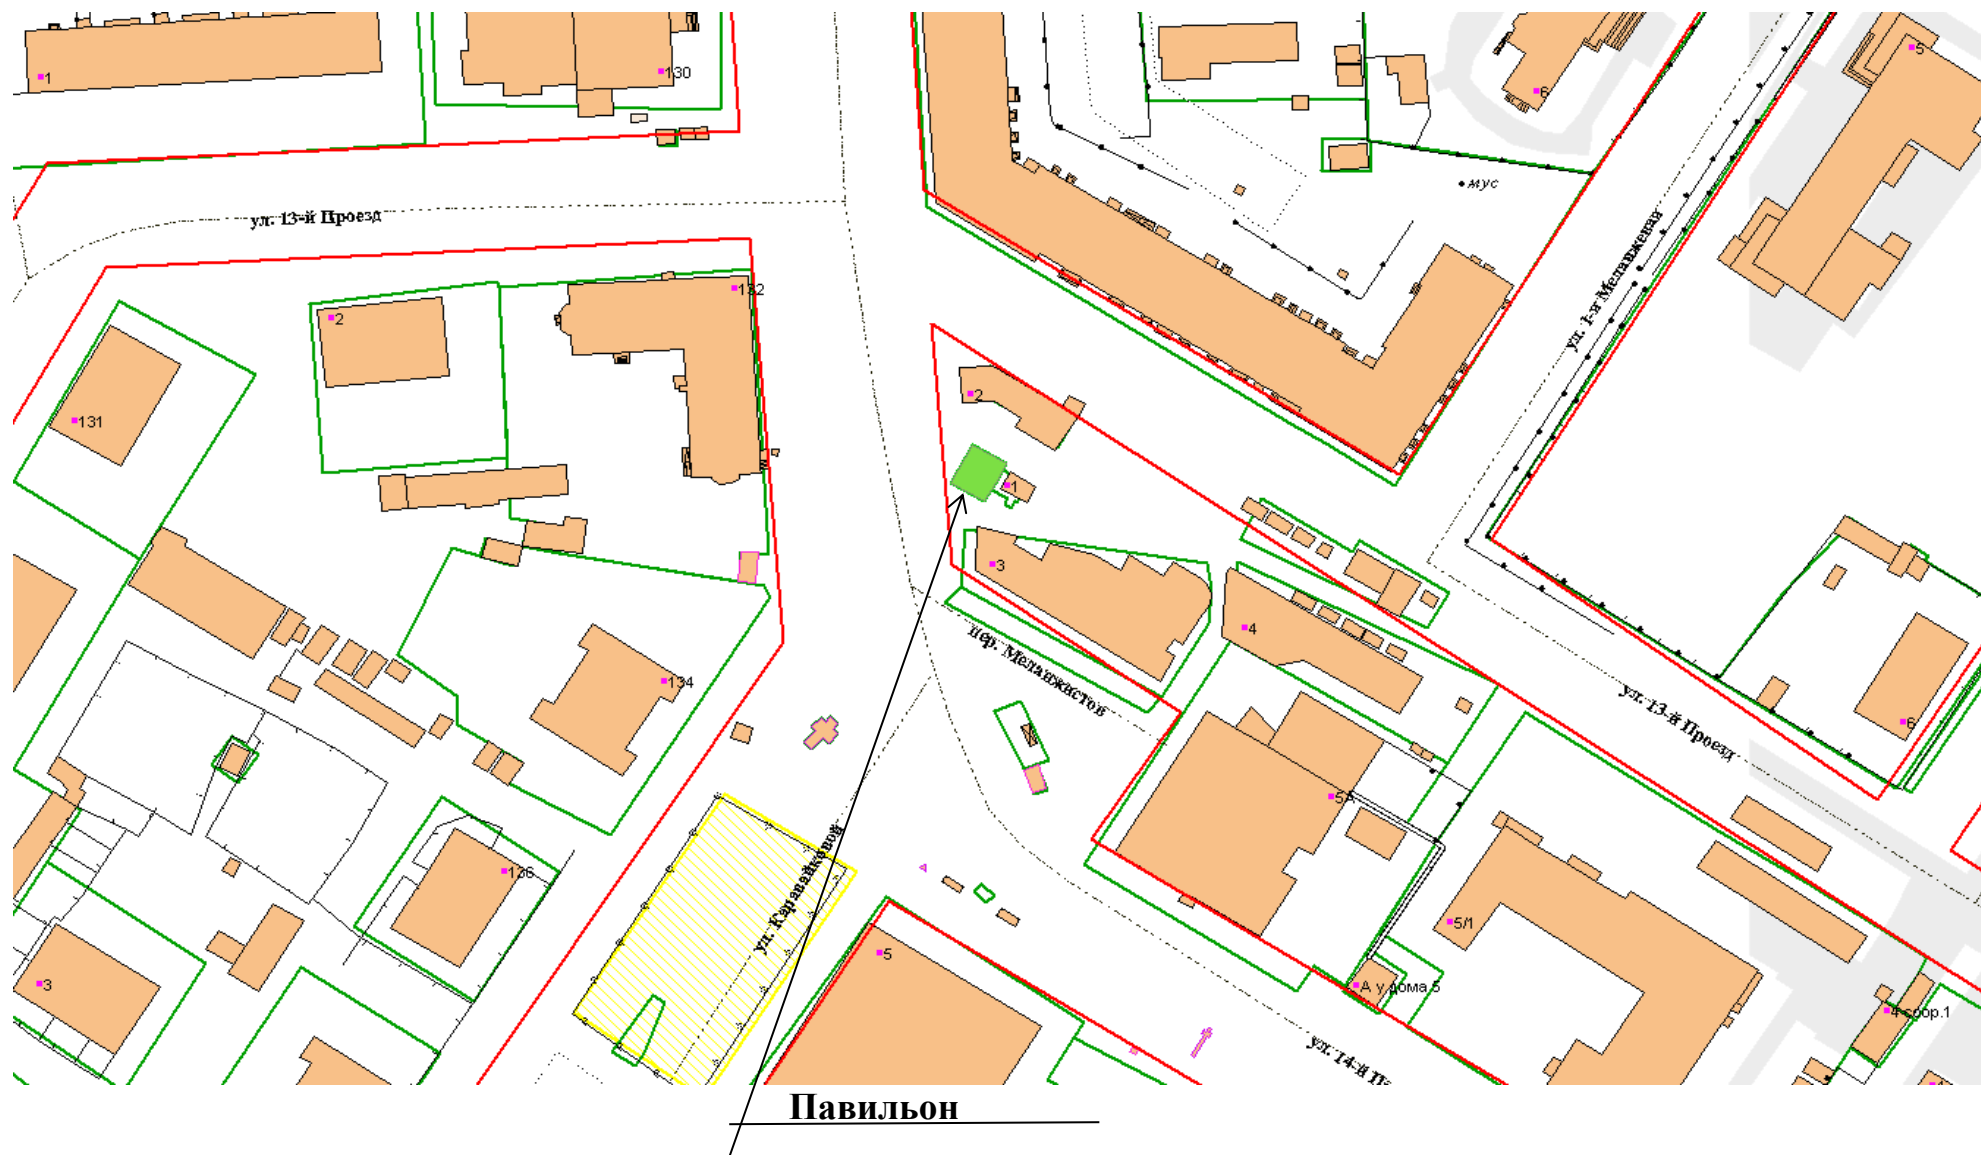 1
130
5
6
мус
ул. 13-й Проезд
ул. 1-я Меланжевая
132
2
131
2
1
3
4
пер. Меланжистов
134
ул. 13-й Проезд
6
5А
136
ул. Каравайковой
5/1
5
3
А у дома 5
4 соор.1
ул. 14-й П
Павильон